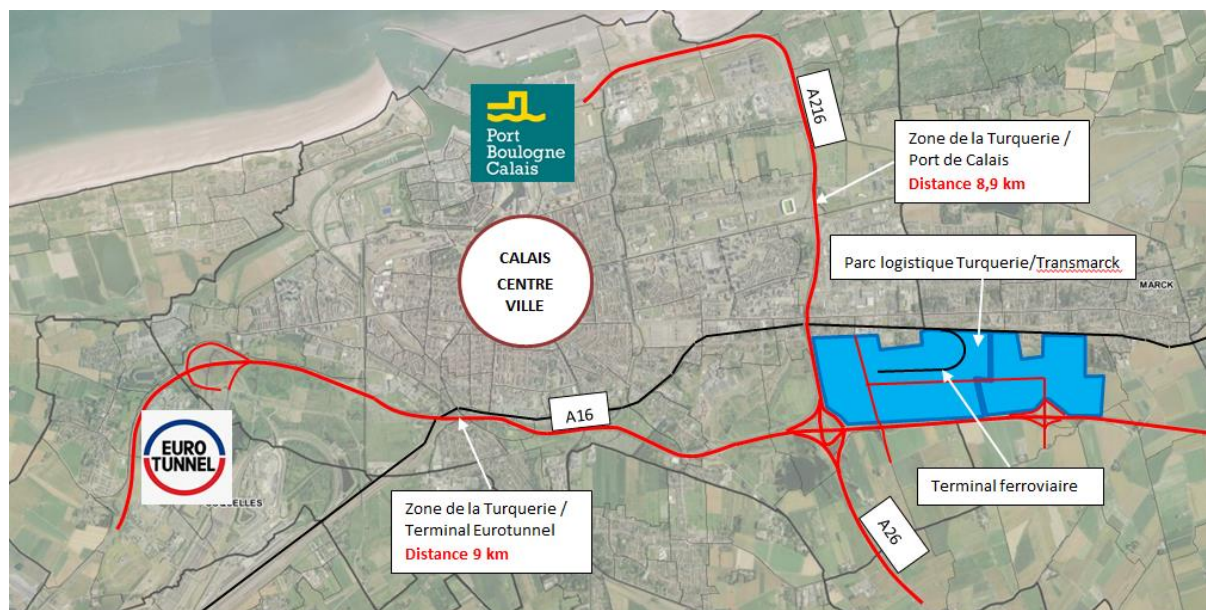 Port
Boulogne
Calais
A216
Zone de la Turquerie /
Port de Calais
Distance 8,9 km
CALAIS
CENTRE
VILLE
Parc logistique Turquerie/Transmarck
MARCK
A16
EURO
TUNNEL
Zone de la Turquerie /
Terminal Eurotunnel
Distance 9 km
Terminal ferroviaire
A26